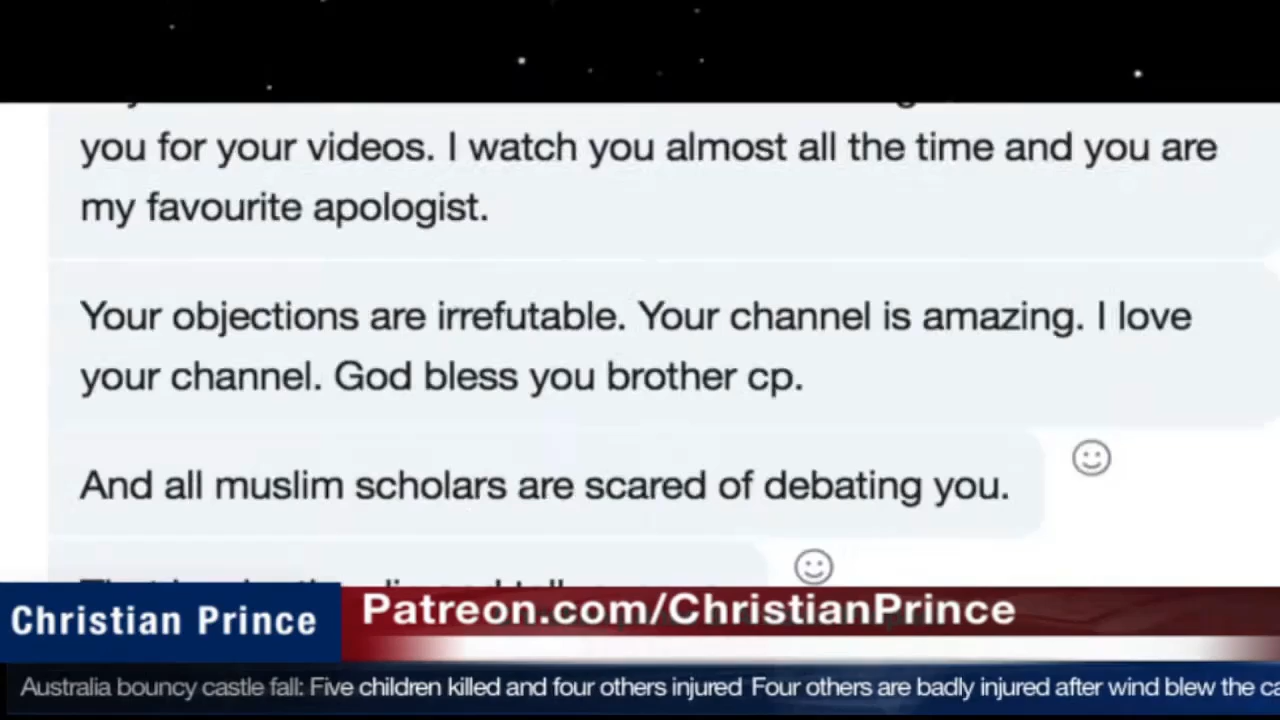 you for your videos. I watch you almost all the time and you are
my favourite apologist.
Your objections are irrefutable. Your channel is amazing. I love
your channel. God bless you brother cp.
And all muslim scholars are scared of debating you.
Christian Prince
Patreon.com/ChristianPrince
Australia bouncy castle fall: Five children killed and four others injured Four others are badly injured after wind blew the